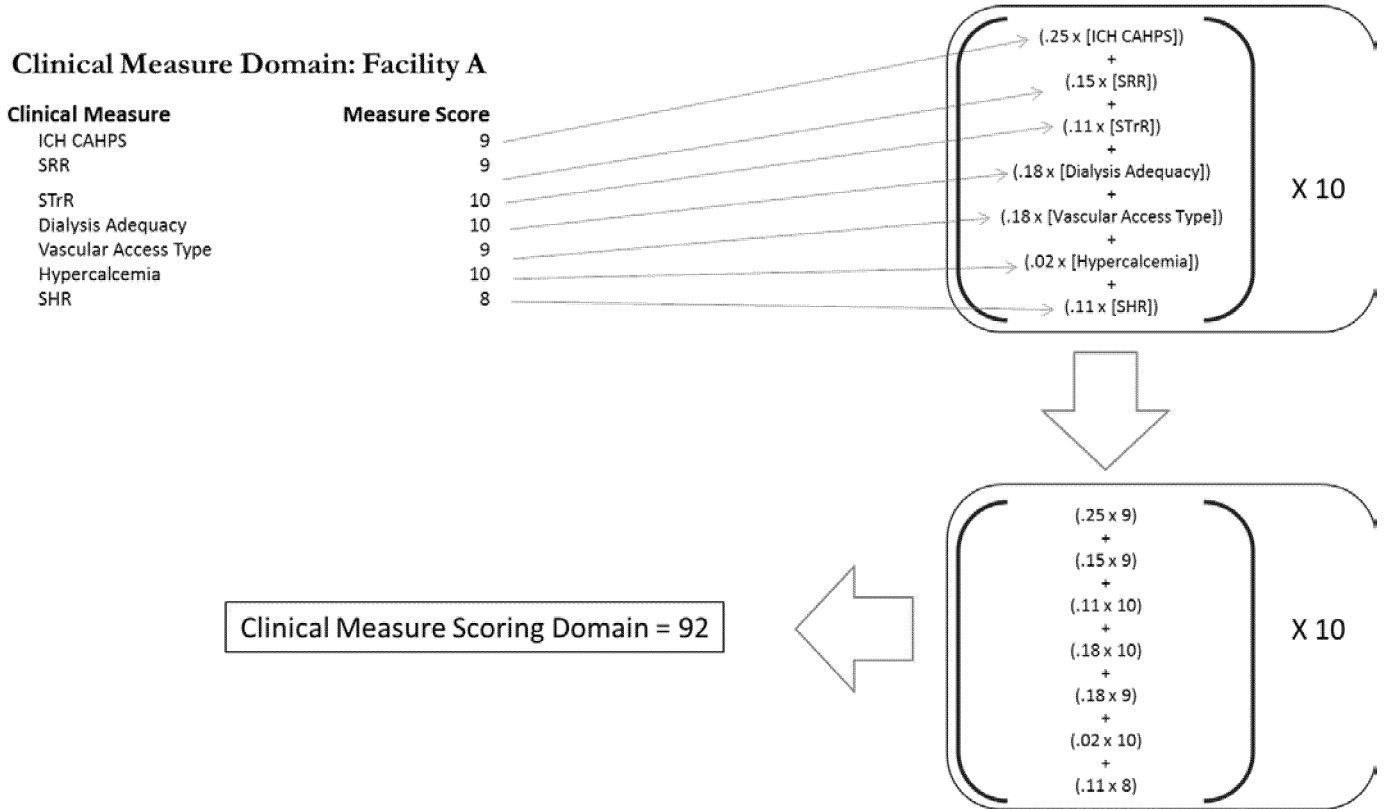 Clinical Measure Domain: Facility A
Clinical Measure Measure Score
ICH CAHPS 9
SRR 9
STrR 10
Dialysis Adequacy 10
Vascular Access Type 9
Hypercalcemia 10
SHR 8
(.25 x [ICH CAHPS])
+
(.15 x [SRR])
+
(.11 x [STrR])
+
(.18 x [Dialysis Adequacy])
+
(.18 x [Vascular Access Type])
+
(.02 x [Hypercalcemia])
+
(.11 x [SHR])
X 10
(.25 x 9)
+
(.15 x 9)
+
(.11 x 10)
+
(.18 x 10)
+
(.18 x 9)
+
(.02 x 10)
+
(.11 x 8)
X 10
Clinical Measure Scoring Domain = 92